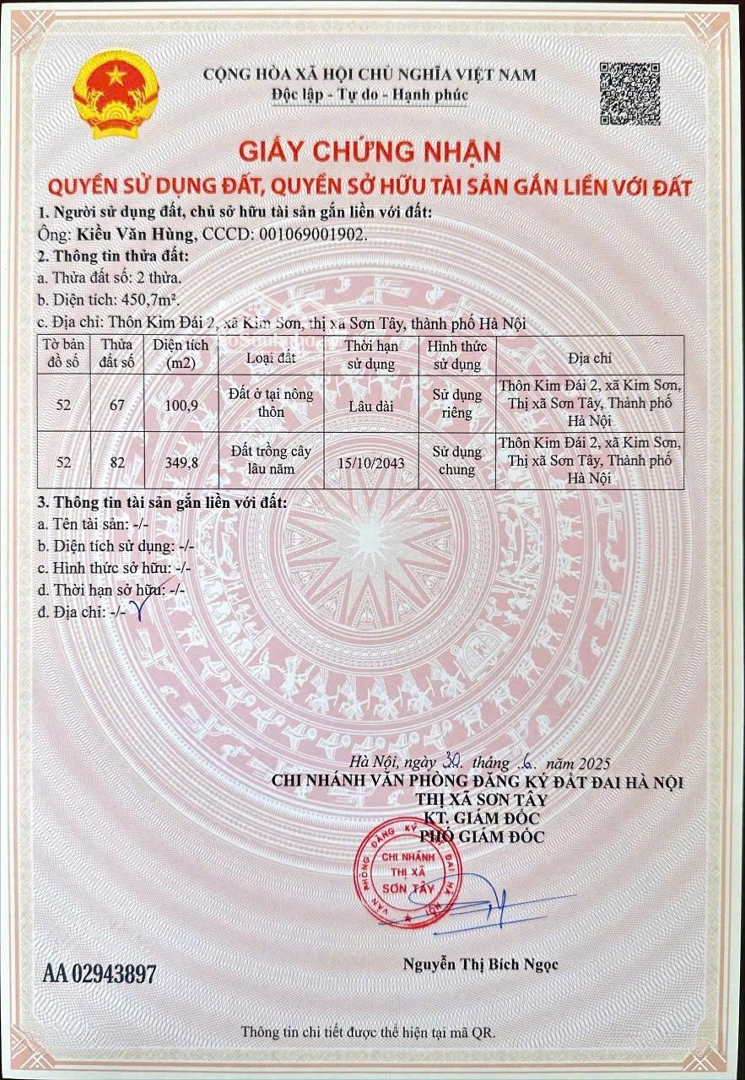 CỘNG HÒA XÃ HỘI CHỦ NGHĨA VIỆT NAM
Độc lập - Tự do - Hạnh phúc
GIẤY CHỨNG NHẬN
QUYỀN SỬ DỤNG ĐẤT, QUYỀN SỞ HỮU TÀI SẢN GẮN LIỀN VỚI ĐẤT
1. Người sử dụng đất, chủ sở hữu tài sản gắn liền với đất:
Ông: Kiều Văn Hùng, CCCD: 001069001902.
2. Thông tin thửa đất:
a. Thửa đất số: 2 thửa.
b. Diện tích: 450,7m².
c. Địa chỉ: Thôn Kim Đái 2, xã Kim Sơn, thị xã Sơn Tây, thành phố Hà Nội
Tờ bản đồ số Thửa đất số Diện tích (m2) Loại đất Thời hạn sử dụng Hình thức sử dụng Địa chỉ
52 67 100,9 Đất ở tại nông thôn Lâu dài Sử dụng riêng Thôn Kim Đái 2, xã Kim Sơn, Thị xã Sơn Tây, Thành phố Hà Nội
52 82 349,8 Đất trồng cây lâu năm 15/10/2043 Sử dụng chung Thôn Kim Đái 2, xã Kim Sơn, Thị xã Sơn Tây, Thành phố Hà Nội
3. Thông tin tài sản gắn liền với đất:
a. Tên tài sản: -/-
b. Diện tích sử dụng: -/-
c. Hình thức sở hữu: -/-
d. Thời hạn sở hữu: -/-
đ. Địa chỉ: -/-
Hà Nội, ngày 30 tháng 6 năm 2025
CHI NHÁNH VĂN PHÒNG ĐĂNG KÝ ĐẤT ĐAI HÀ NỘI
THỊ XÃ SƠN TÂY
KT. GIÁM ĐỐC
PHÓ GIÁM ĐỐC
VĂN PHÒNG ĐĂNG KÝ ĐẤT ĐAI HÀ NỘI
CHI NHÁNH
THỊ XÃ
SƠN TÂY
Nguyễn Thị Bích Ngọc
AA 02943897
Thông tin chi tiết được thể hiện tại mã QR.